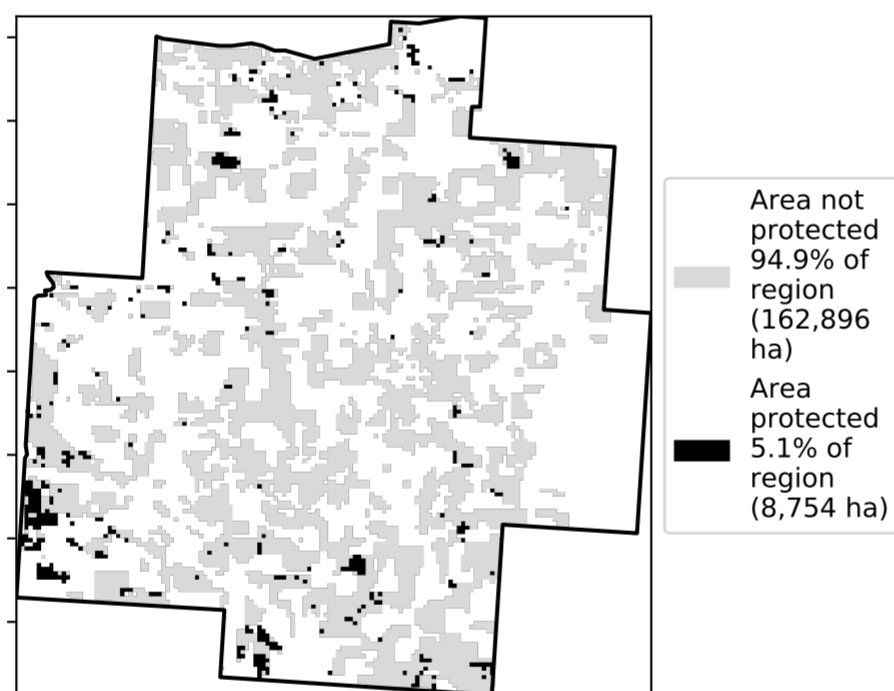 Area not
protected
94.9% of
region
(162,896
ha)
Area
protected
5.1% of
region
(8,754 ha)